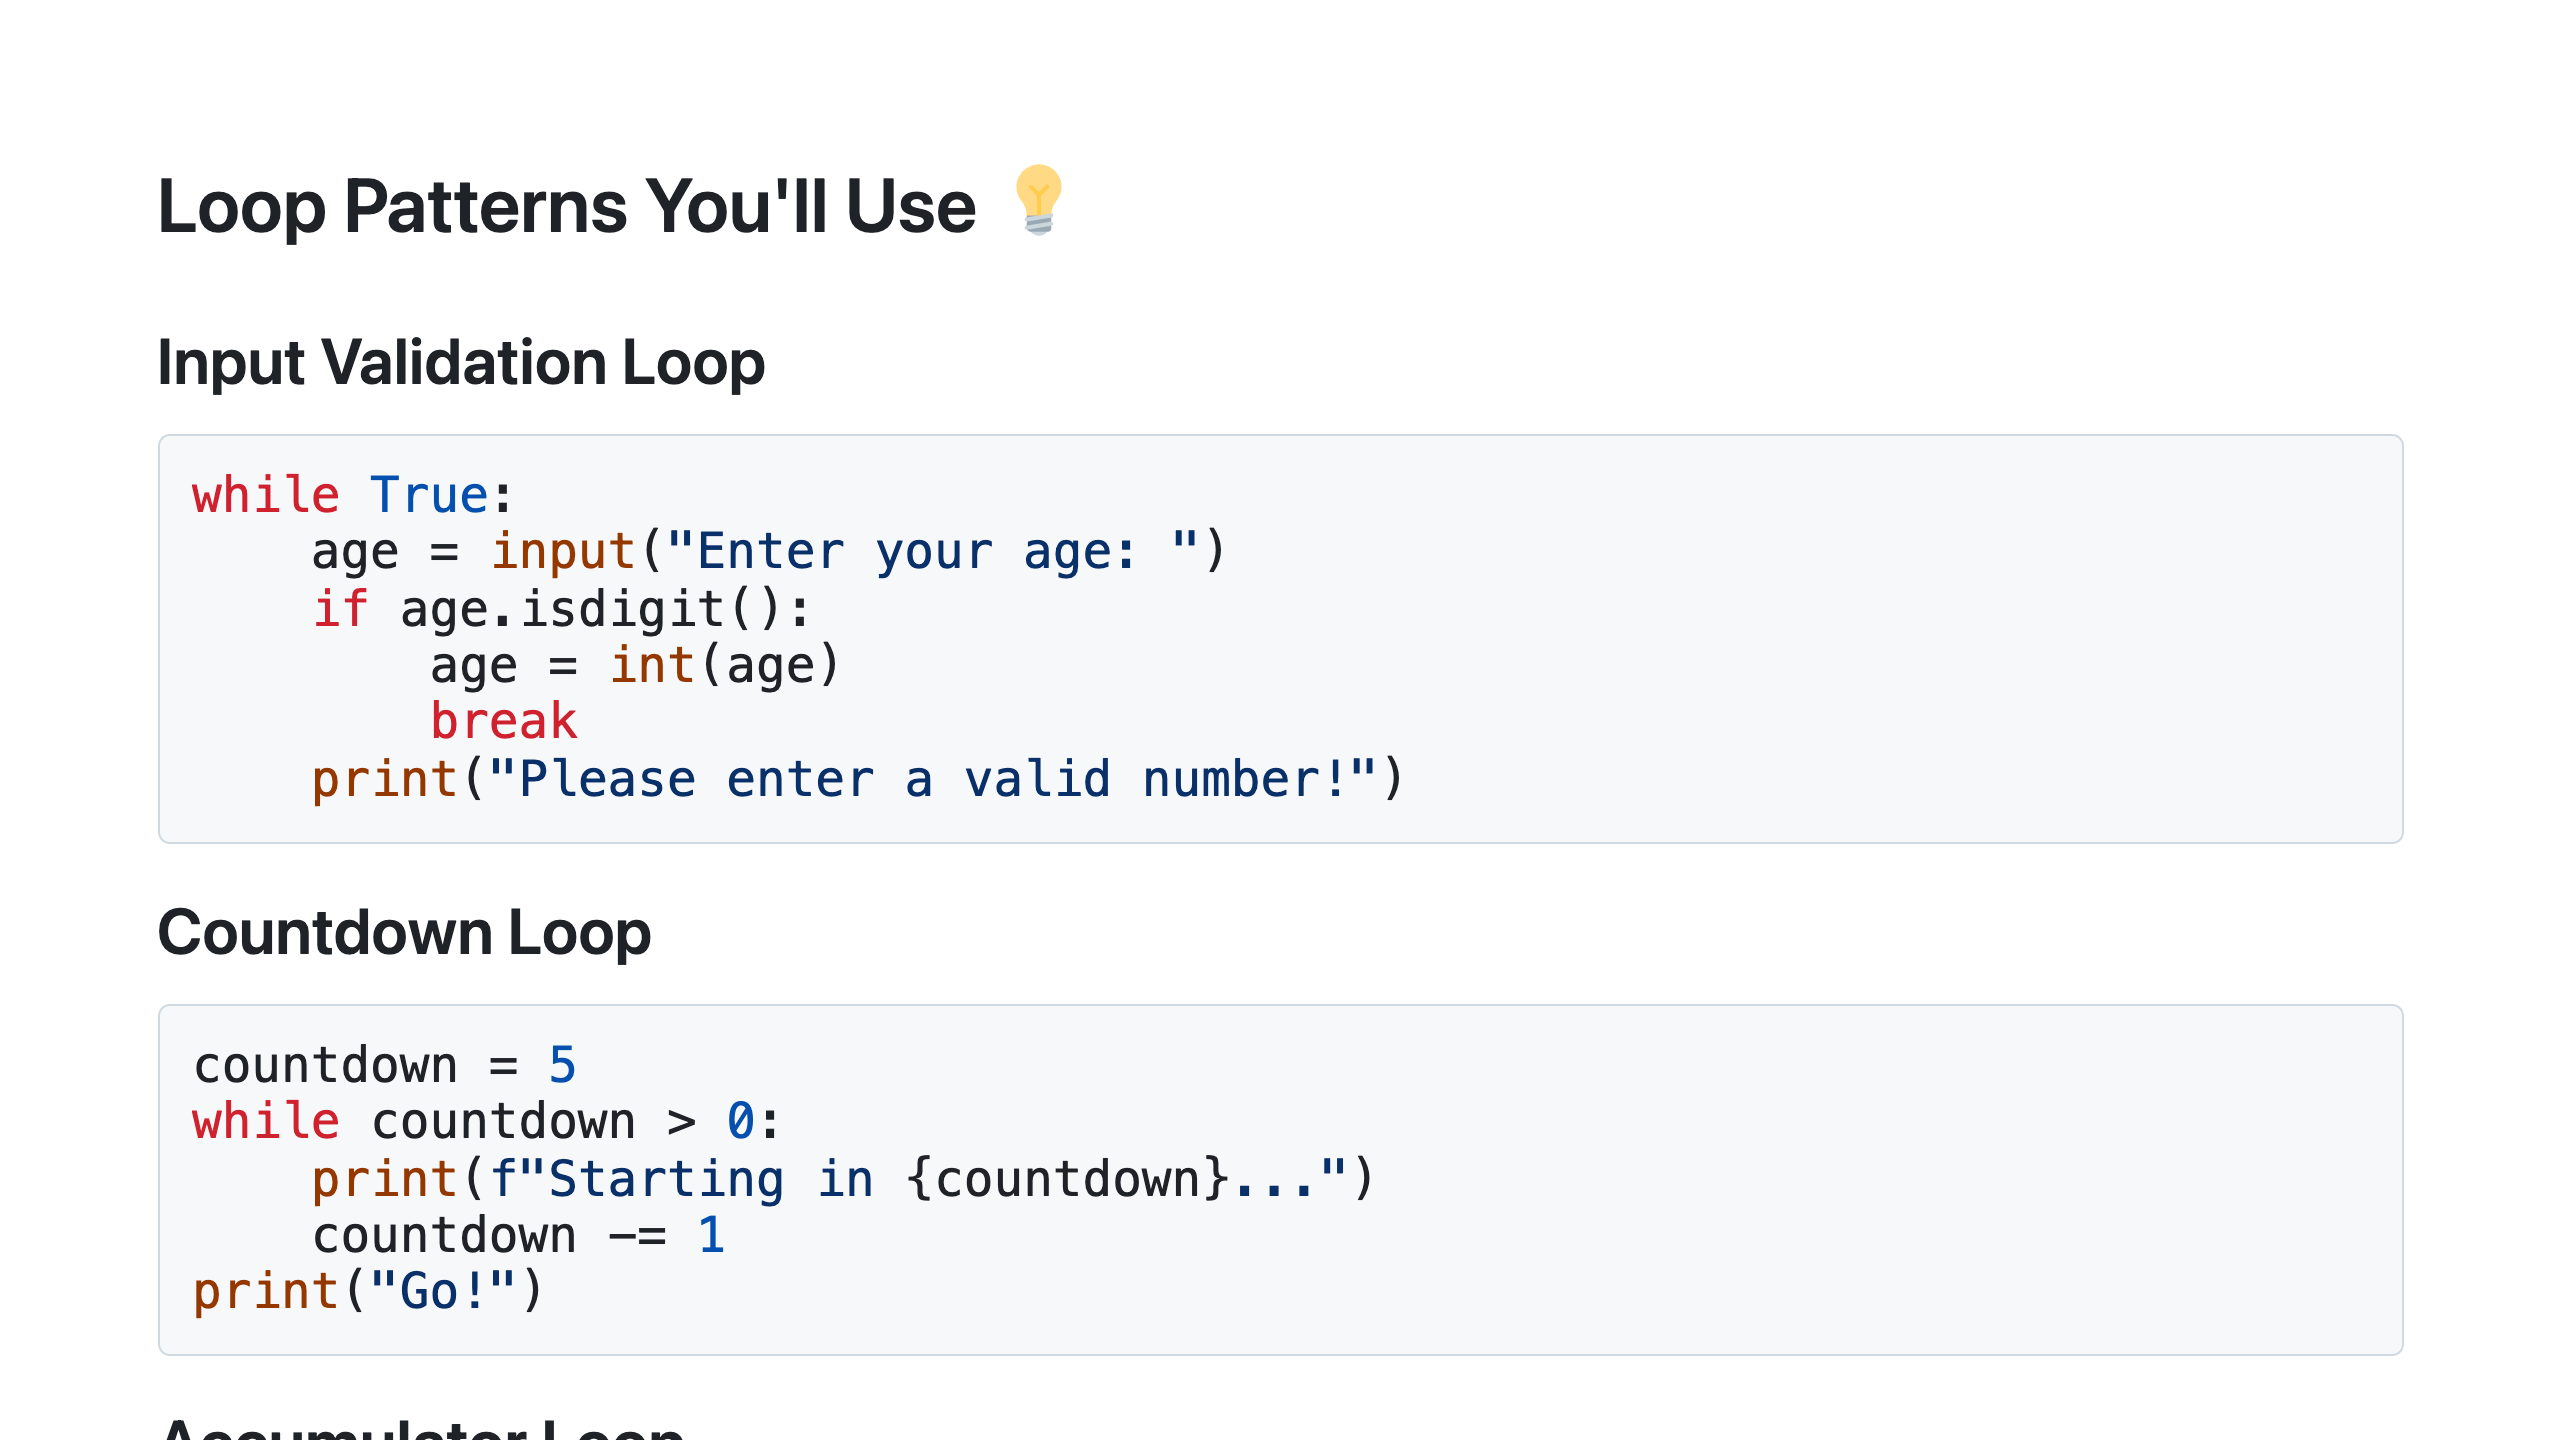 Loop Patterns You'll Use 💡
Input Validation Loop
while True:
    age = input("Enter your age: ")
    if age.isdigit():
        age = int(age)
        break
    print("Please enter a valid number!")
Countdown Loop
countdown = 5
while countdown > 0:
    print(f"Starting in {countdown}...")
    countdown -= 1
print("Go!")
Accumulator Loop